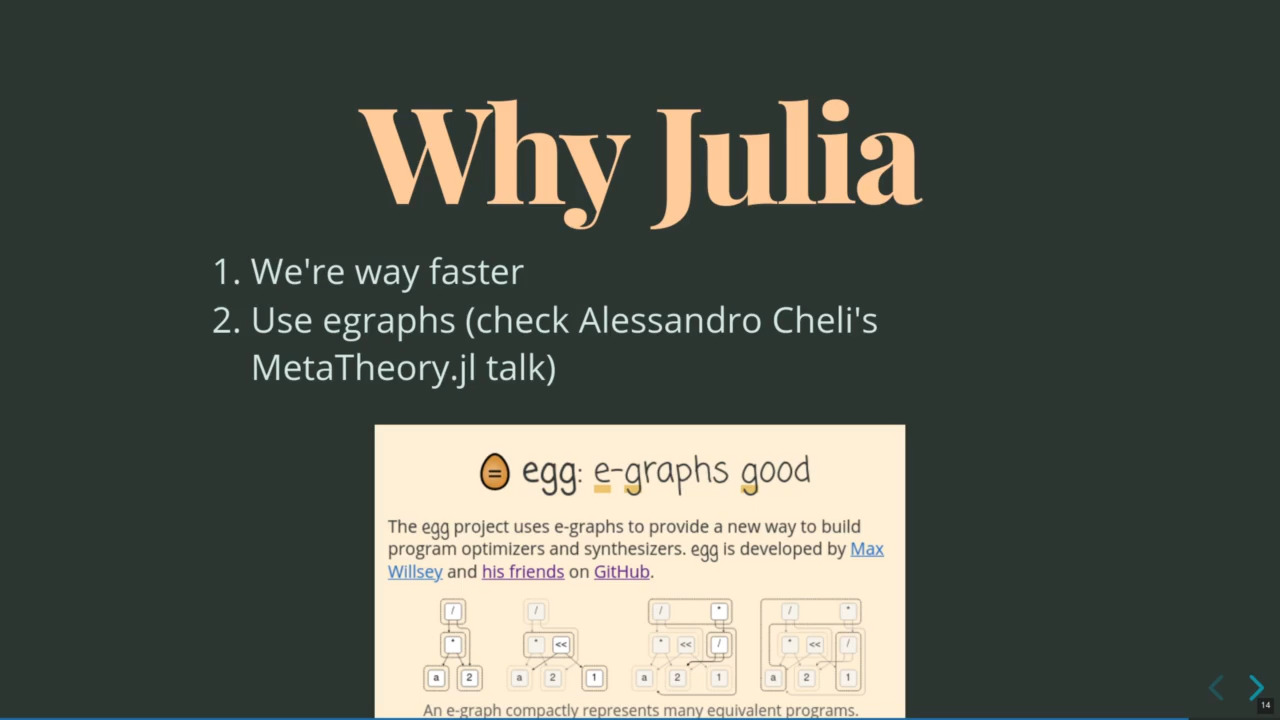 Why Julia
1. We're way faster
2. Use egraphs (check Alessandro Cheli's
MetaTheory.jl talk)
egg: e-graphs good
The egg project uses e-graphs to provide a new way to build
program optimizers and synthesizers. egg is developed by Max
Willsey and his friends on GitHub.
/ / / * / *
* * << * << / * << /
a 2 a 2 1 a 2 1 a 2 1
An e-graph compactly represents many equivalent programs.
14